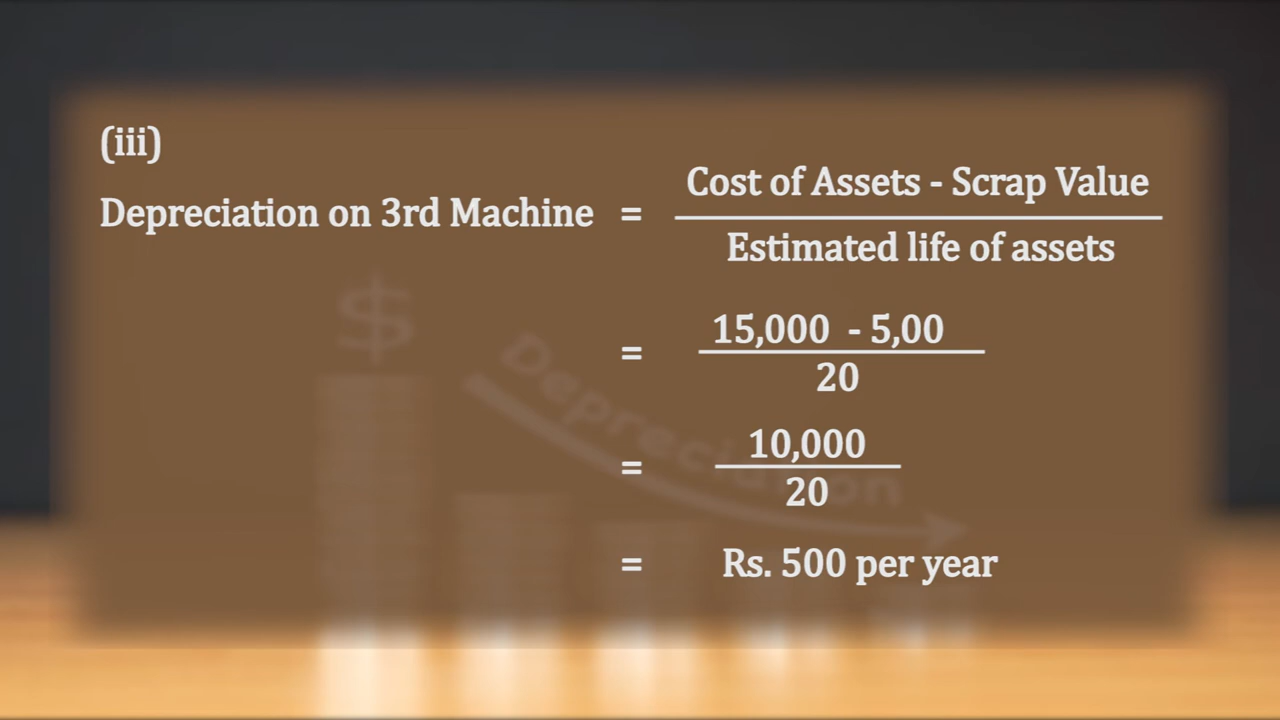 (iii)
Depreciation on 3rd Machine = Cost of Assets - Scrap Value
Estimated life of assets
= 15,000 - 5,00
20
= 10,000
20
= Rs. 500 per year
$
Depreciation